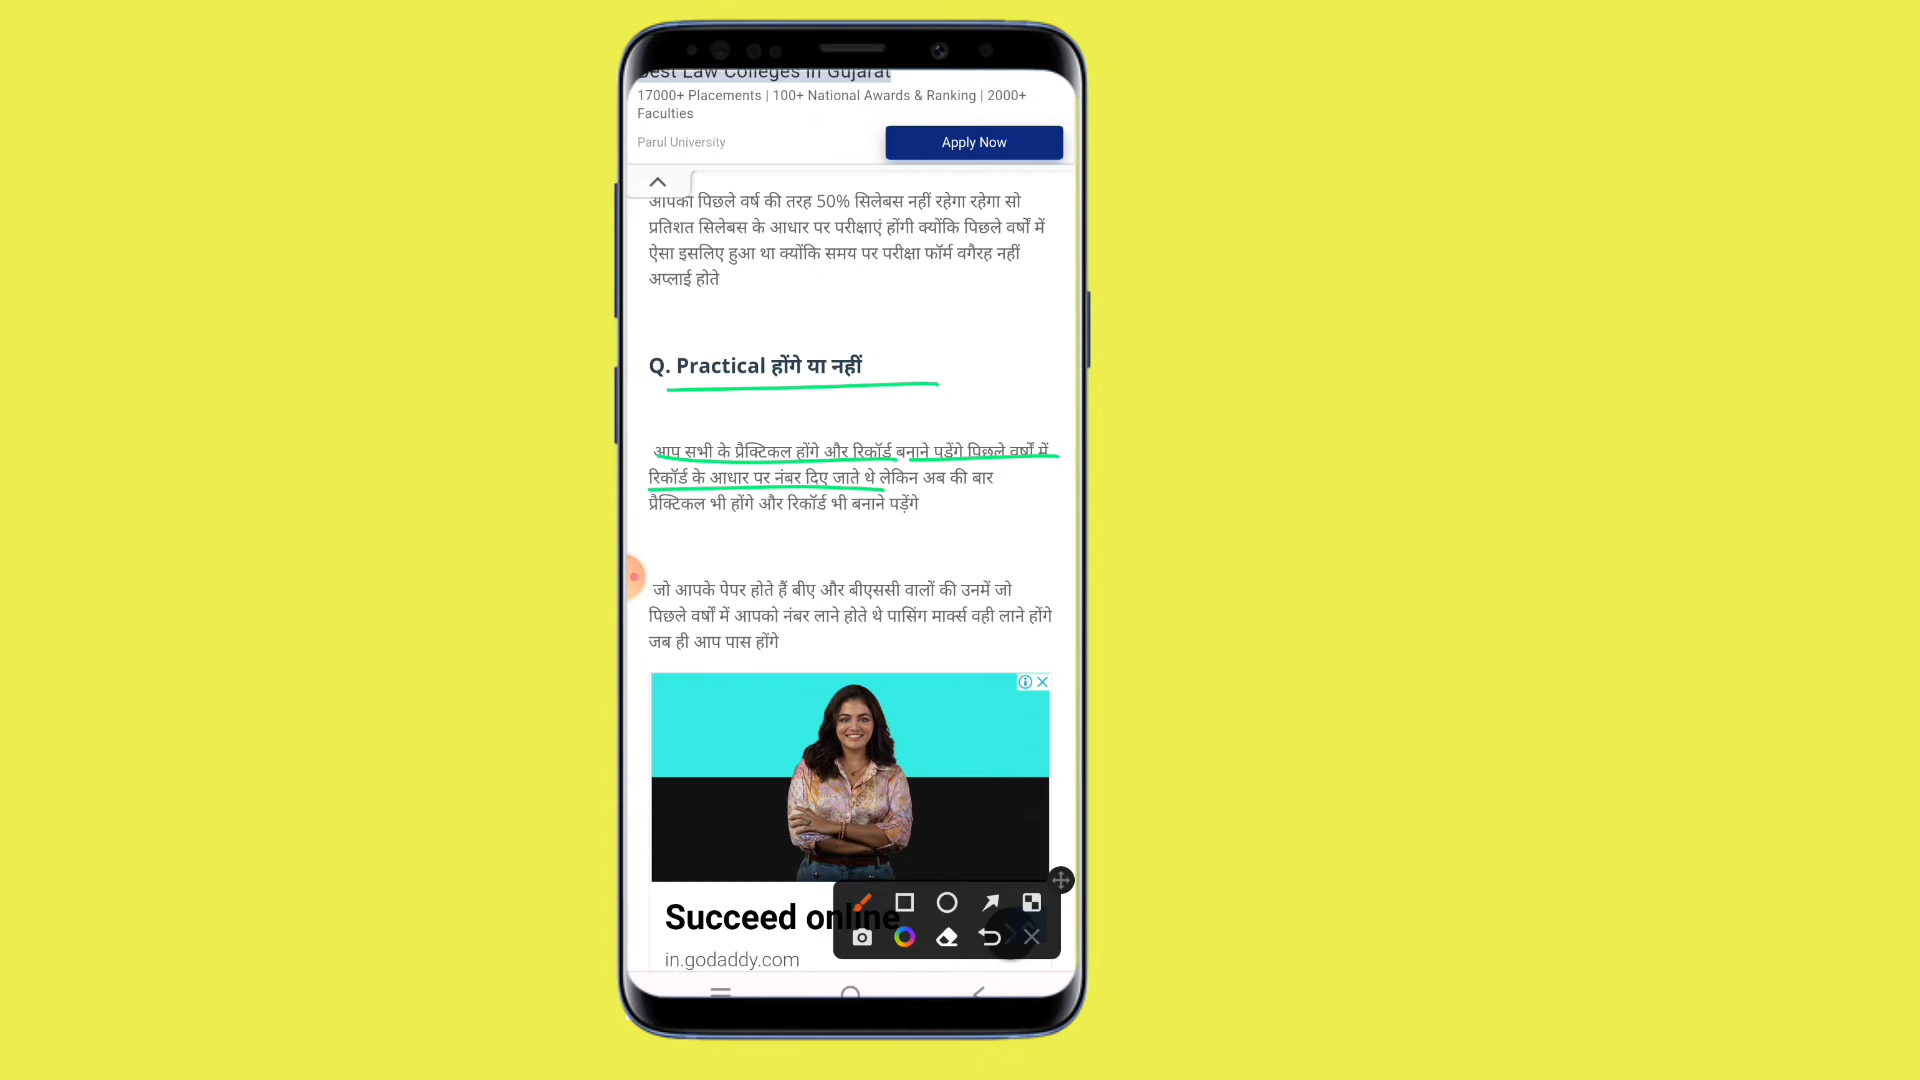 Best Law Colleges in Gujarat
17000+ Placements | 100+ National Awards & Ranking | 2000+
Faculties
Parul University
Apply Now
आपको पिछले वर्ष की तरह 50% सिलेबस नहीं रहेगा रहेगा सो
प्रतिशत सिलेबस के आधार पर परीक्षाएं होंगी क्योंकि पिछले वर्षों में
ऐसा इसलिए हुआ था क्योंकि समय पर परीक्षा फॉर्म वगैरह नहीं
अप्लाई होते
Q. Practical होंगे या नहीं
आप सभी के प्रैक्टिकल होंगे और रिकॉर्ड बनाने पड़ेंगे पिछले वर्षों में
रिकॉर्ड के आधार पर नंबर दिए जाते थे लेकिन अब की बार
प्रैक्टिकल भी होंगे और रिकॉर्ड भी बनाने पड़ेंगे
जो आपके पेपर होते हैं बीए और बीएससी वालों की उनमें जो
पिछले वर्षों में आपको नंबर लाने होते थे पासिंग मार्क्स वही लाने होंगे
जब ही आप पास होंगे
Succeed online
in.godaddy.com